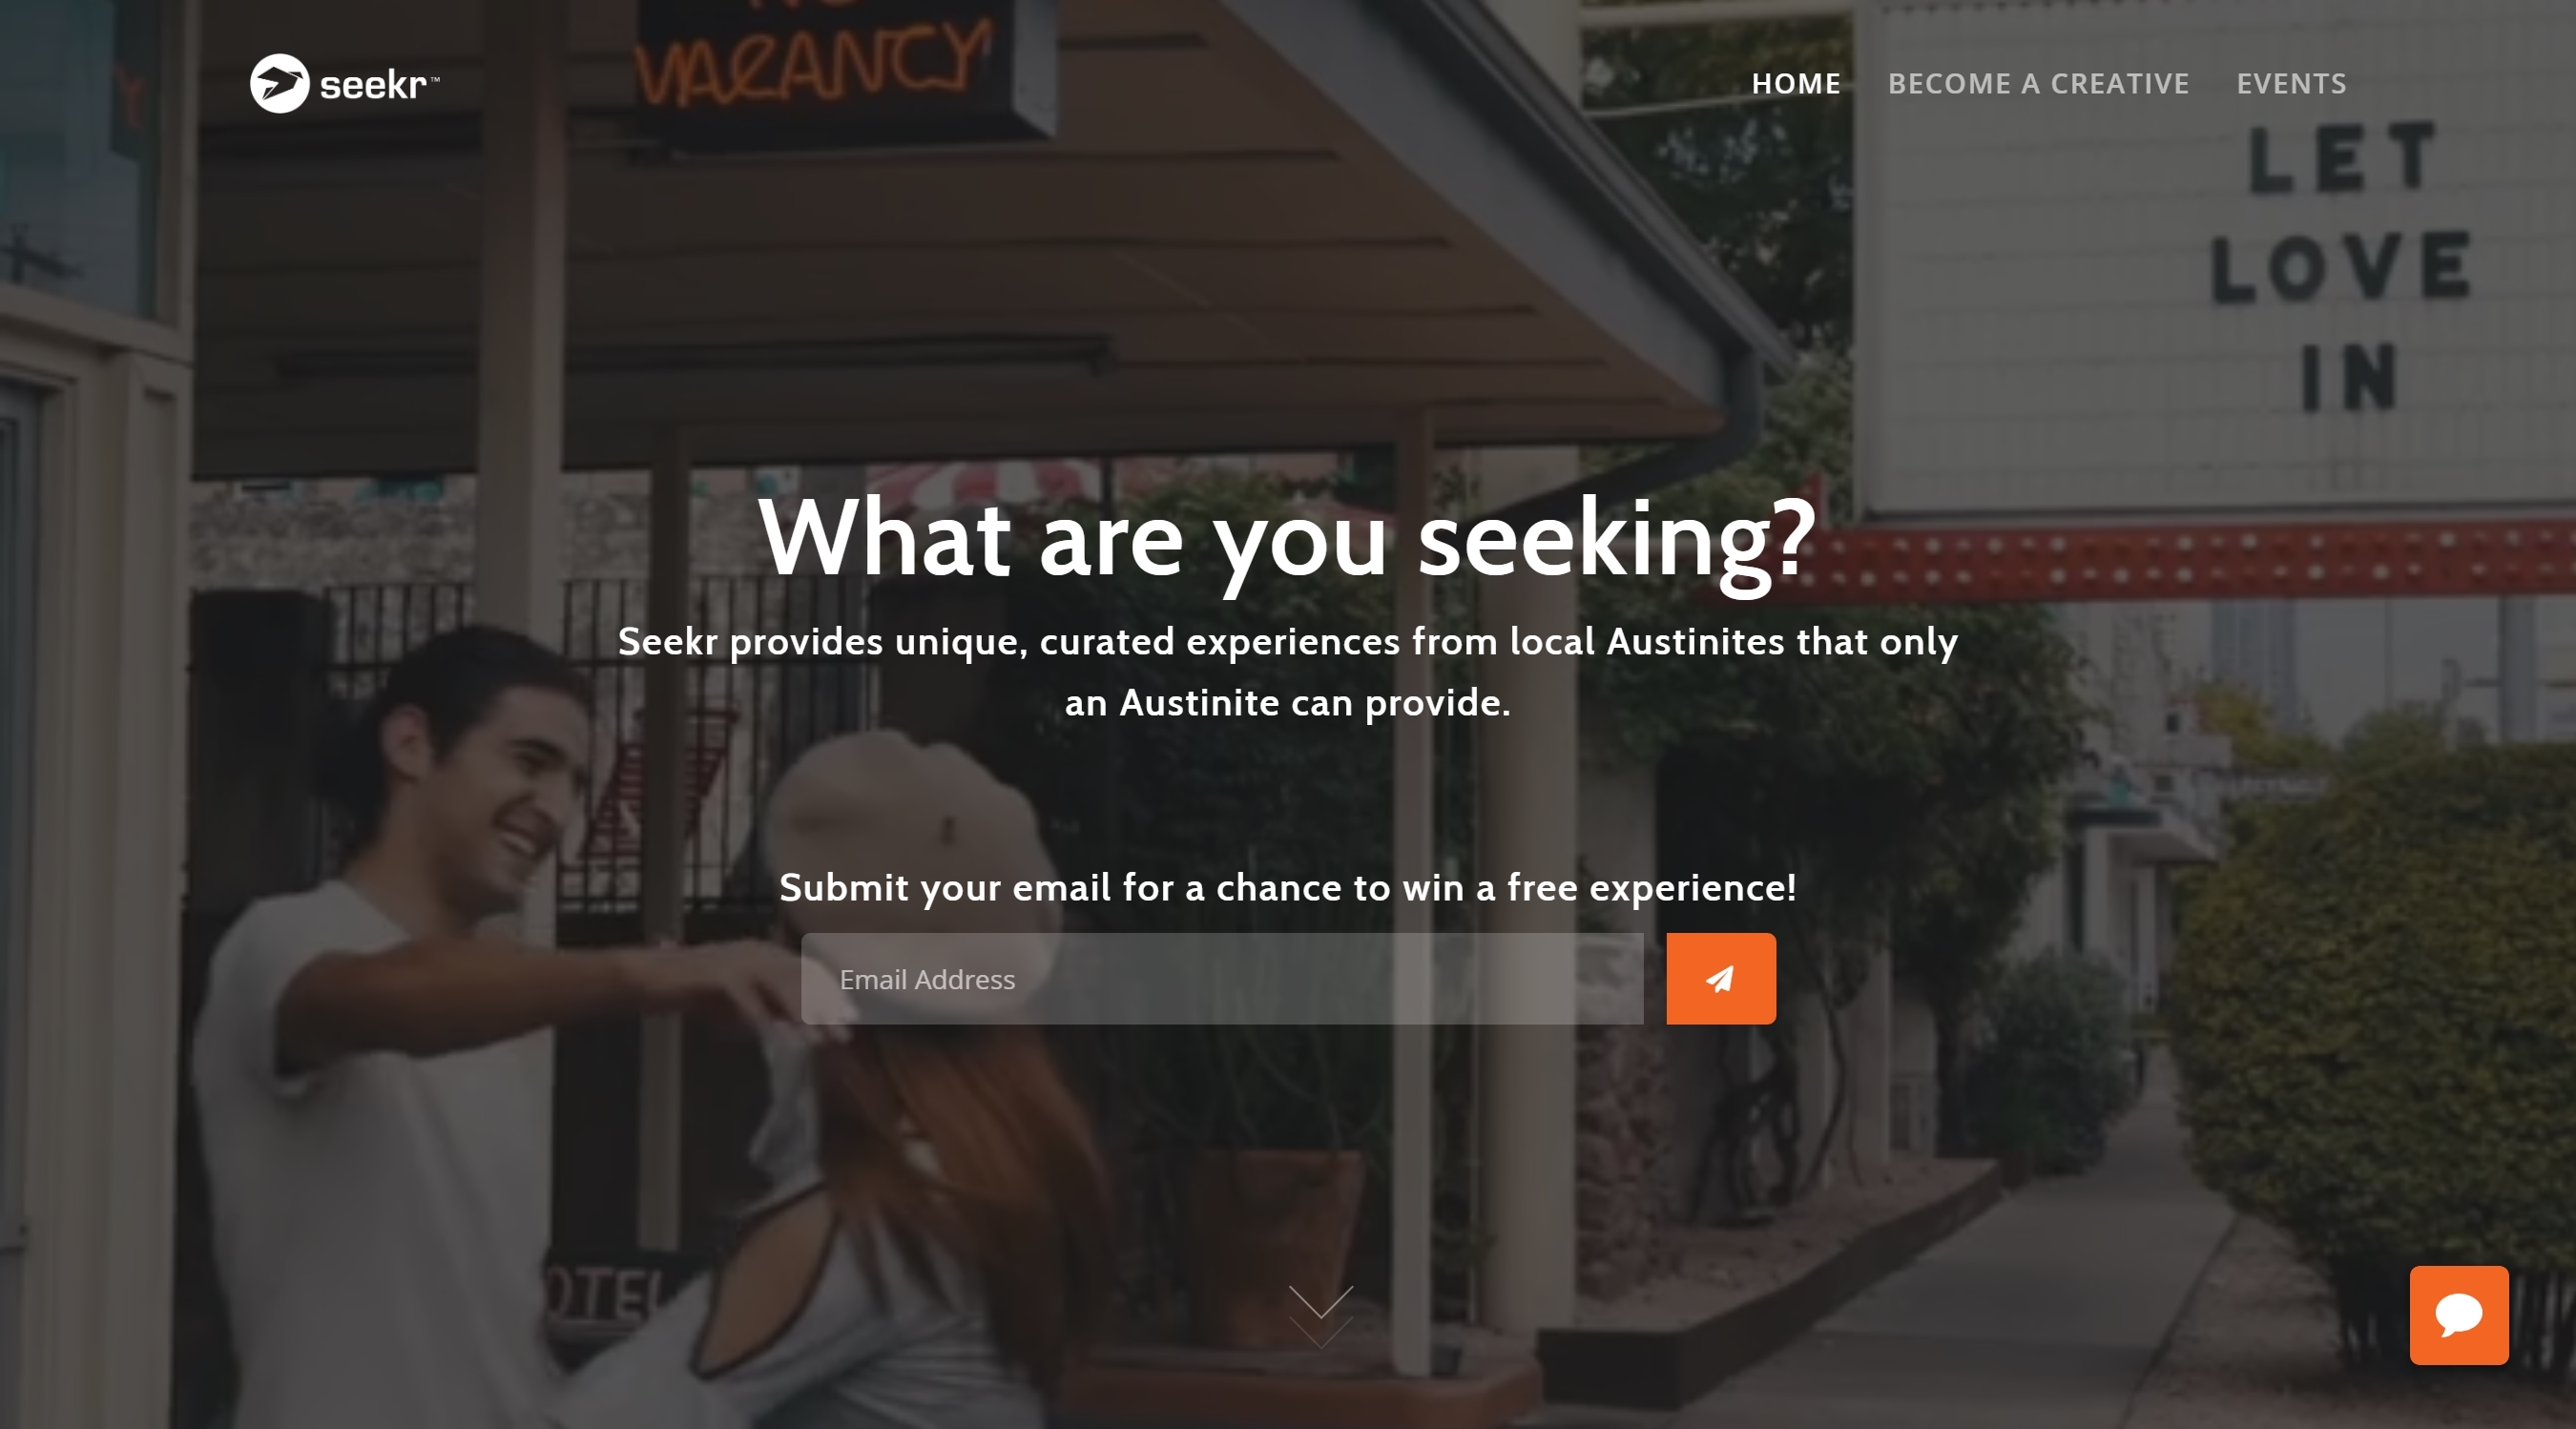 NO
VACANCY
Y
seekr™
HOME BECOME A CREATIVE EVENTS
LET
LOVE
IN
What are you seeking?
Seekr provides unique, curated experiences from local Austinites that only
an Austinite can provide.
Submit your email for a chance to win a free experience!
Email Address
OTEL